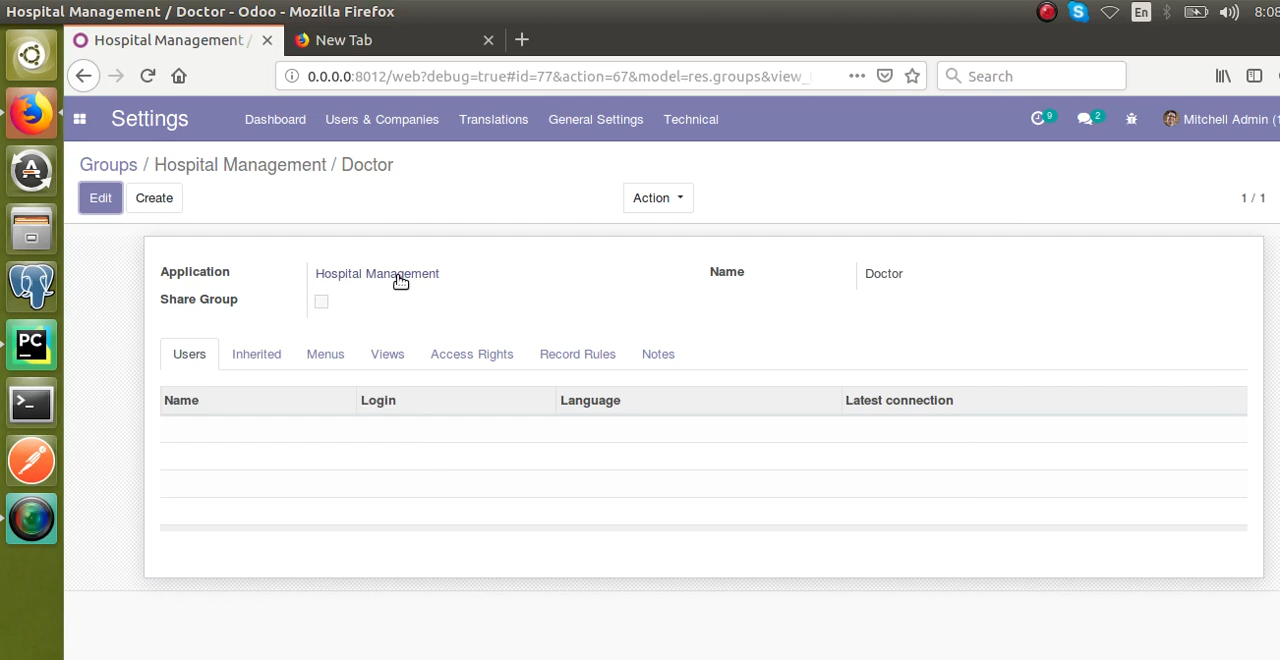 Hospital Management / Doctor - Odoo - Mozilla Firefox
En
8:08
Hospital Management /
New Tab
0.0.0.0:8012/web?debug=true#id=77&action=67&model=res.groups&view_
Search
Settings
Dashboard
Users & Companies
Translations
General Settings
Technical
9
2
Mitchell Admin (1
Groups / Hospital Management / Doctor
Edit
Create
Action
1 / 1
Application
Hospital Management
Name
Doctor
Share Group
Users
Inherited
Menus
Views
Access Rights
Record Rules
Notes
Name
Login
Language
Latest connection
PC